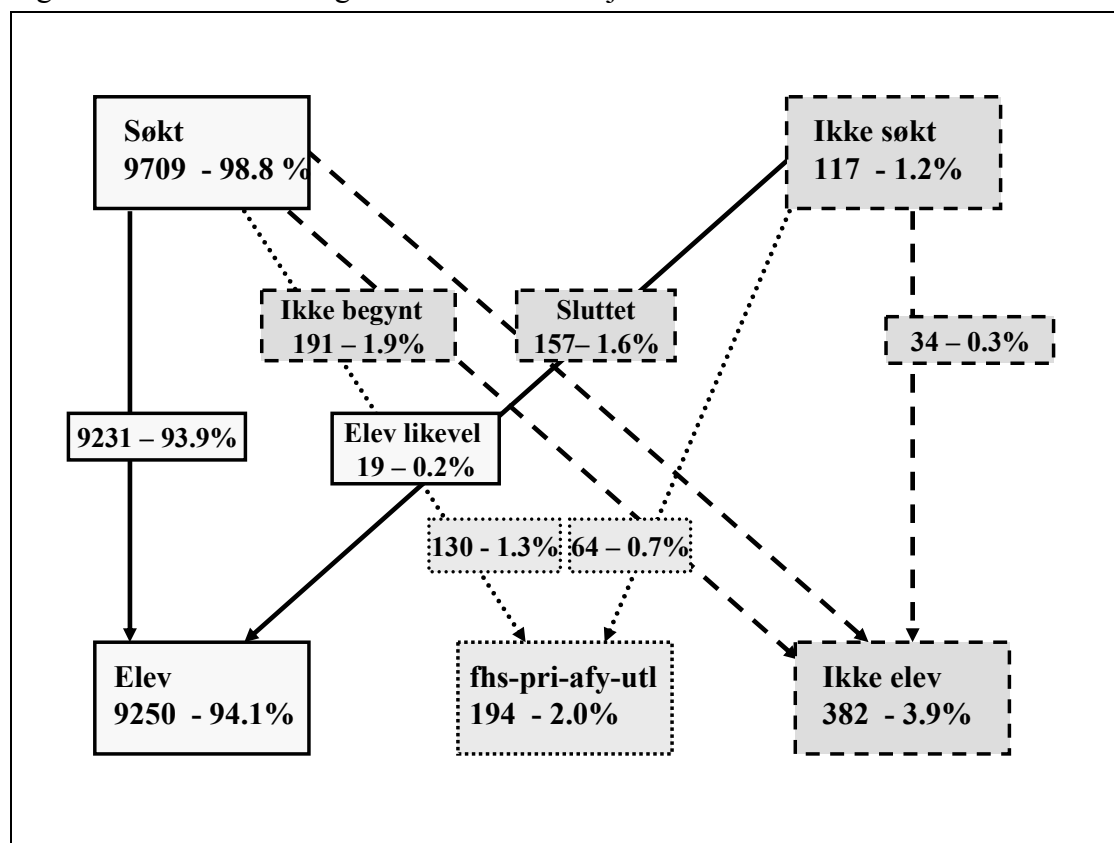 Søkt
9709 - 98.8 %
Ikke søkt
117 - 1.2%
Ikke begynt
191 – 1.9%
Sluttet
157– 1.6%
34 – 0.3%
9231 – 93.9%
Elev likevel
19 – 0.2%
130 - 1.3%
64 – 0.7%
Elev
9250 - 94.1%
fhs-pri-afy-utl
194 - 2.0%
Ikke elev
382 - 3.9%